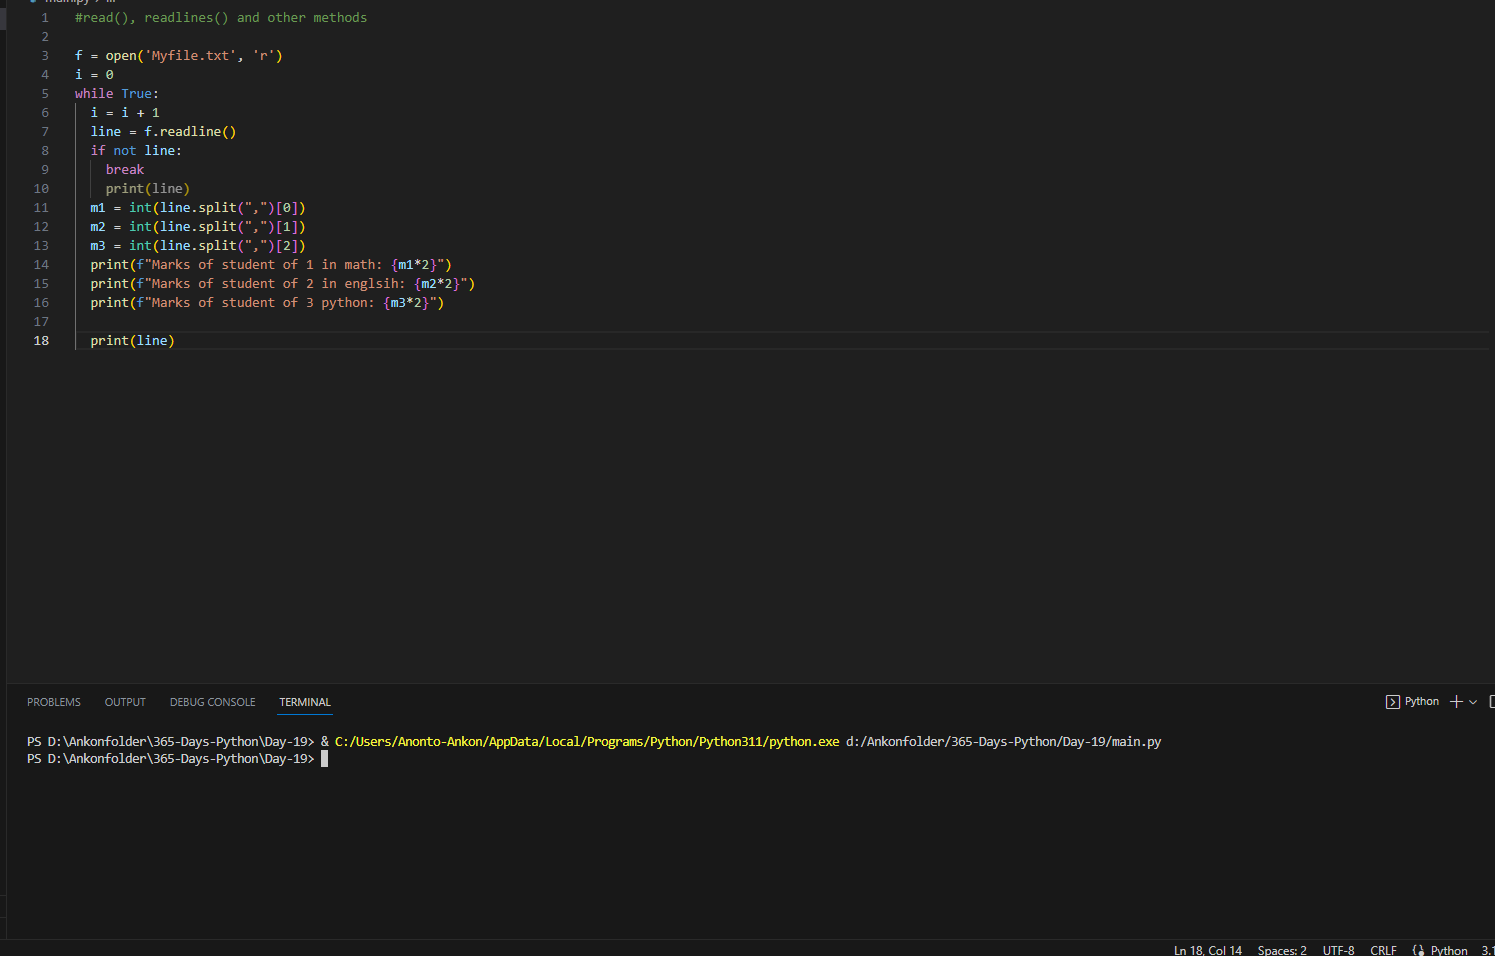 1 #read(), readlines() and other methods
2
3 f = open('Myfile.txt', 'r')
4 i = 0
5 while True:
6   i = i + 1
7   line = f.readline()
8   if not line:
9     break
10     print(line)
11   m1 = int(line.split(",")[0])
12   m2 = int(line.split(",")[1])
13   m3 = int(line.split(",")[2])
14   print(f"Marks of student of 1 in math: {m1*2}")
15   print(f"Marks of student of 2 in englsih: {m2*2}")
16   print(f"Marks of student of 3 python: {m3*2}")
17
18   print(line)
PROBLEMS OUTPUT DEBUG CONSOLE TERMINAL Python
PS D:\Ankonfolder\365-Days-Python\Day-19> & C:/Users/Anonto-Ankon/AppData/Local/Programs/Python/Python311/python.exe d:/Ankonfolder/365-Days-Python/Day-19/main.py
PS D:\Ankonfolder\365-Days-Python\Day-19>
Ln 18, Col 14 Spaces: 2 UTF-8 CRLF Python